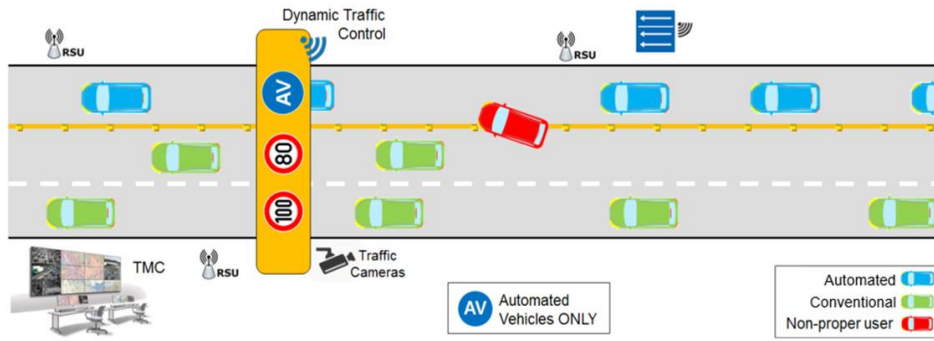 Dynamic Traffic
Control
RSU
RSU
AV
80
100
TMC
RSU
Traffic
Cameras
AV
Automated
Vehicles ONLY
Automated
Conventional
Non-proper user